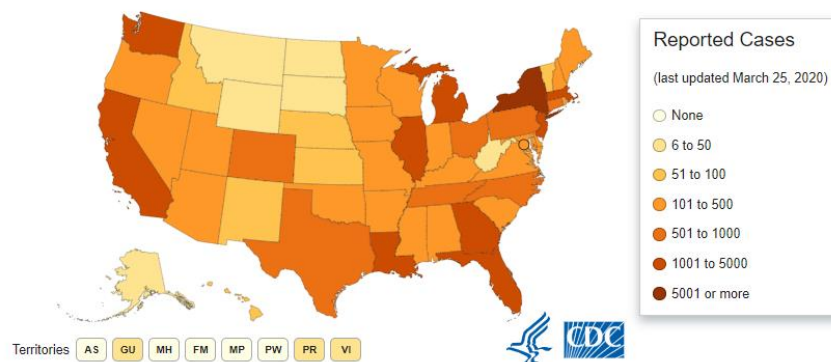 Reported Cases
(last updated March 25, 2020)
None
6 to 50
51 to 100
101 to 500
501 to 1000
1001 to 5000
5001 or more
CDC
Territories AS GU MH FM MP PW PR VI